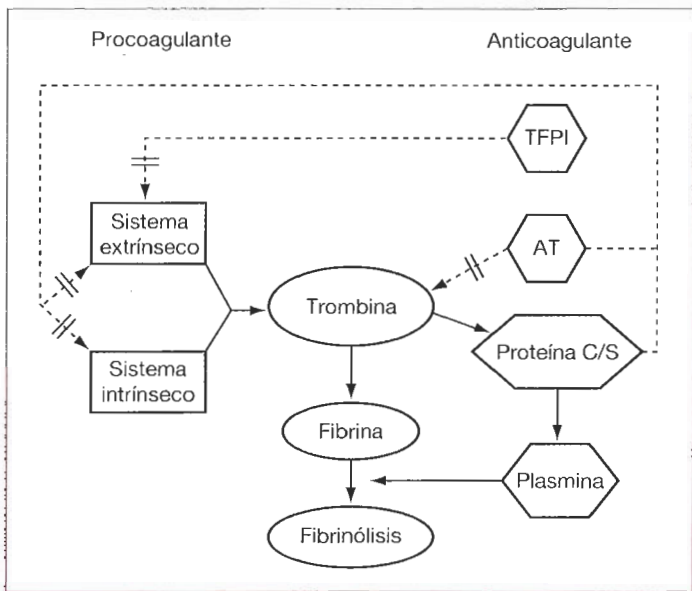 Procoagulante
Anticoagulante
TFPI
Sistema
extrínseco
AT
Trombina
Proteína C/S
Sistema
intrínseco
Fibrina
Plasmina
Fibrinólisis